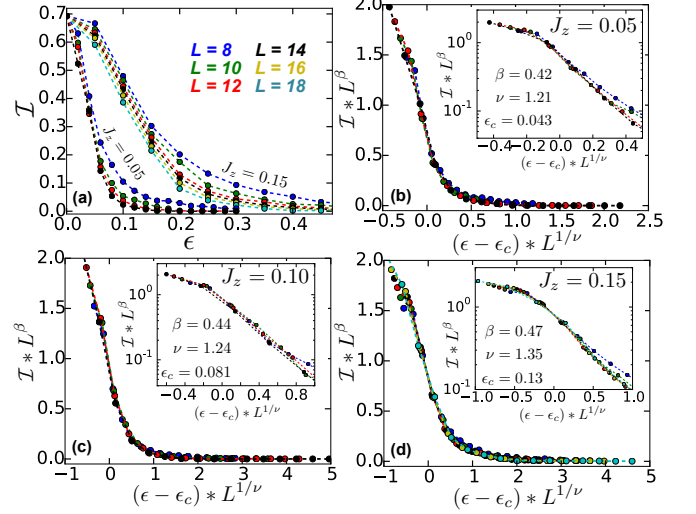 0.7
0.6
0.5
0.4
0.3
0.2
0.1
0.0
0.0 0.1 0.2 0.3 0.4
𝓘
ϵ
L = 8 L = 14
L = 10 L = 16
L = 12 L = 18
J_z = 0.05
J_z = 0.15
(a)
2.0
1.5
1.0
0.5
0.0
−0.5 0.0 0.5 1.0 1.5 2.0 2.5
𝓘 * L^β
(ϵ − ϵ_c) * L^{1/ν}
J_z = 0.05
10^0
10^{-1}
−0.4 −0.2 0.0 0.2 0.4
𝓘 * L^β
(ϵ − ϵ_c) * L^{1/ν}
β = 0.42
ν = 1.21
ϵ_c = 0.043
(b)
2.0
1.5
1.0
0.5
0.0
−1 0 1 2 3 4 5
𝓘 * L^β
(ϵ − ϵ_c) * L^{1/ν}
J_z = 0.10
10^0
10^{-1}
−0.4 0.0 0.4 0.8
𝓘 * L^β
(ϵ − ϵ_c) * L^{1/ν}
β = 0.44
ν = 1.24
ϵ_c = 0.081
(c)
2.0
1.5
1.0
0.5
0.0
−1 0 1 2 3 4 5
𝓘 * L^β
(ϵ − ϵ_c) * L^{1/ν}
J_z = 0.15
10^0
10^{-1}
−1.0 −0.5 0.0 0.5 1.0
𝓘 * L^β
(ϵ − ϵ_c) * L^{1/ν}
β = 0.47
ν = 1.35
ϵ_c = 0.13
(d)